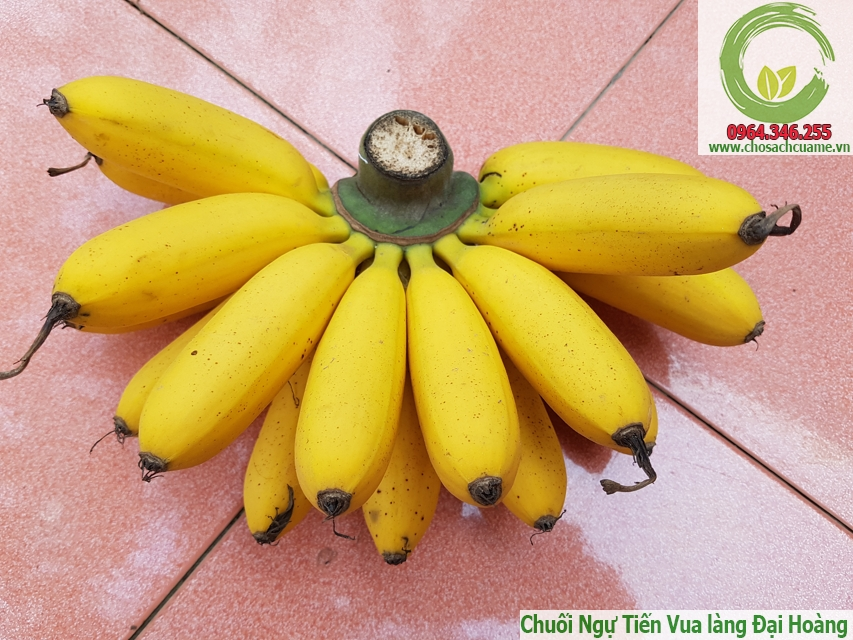 0964.346.255
www.chosachcuame.vn
Chuối Ngự Tiến Vua làng Đại Hoàng